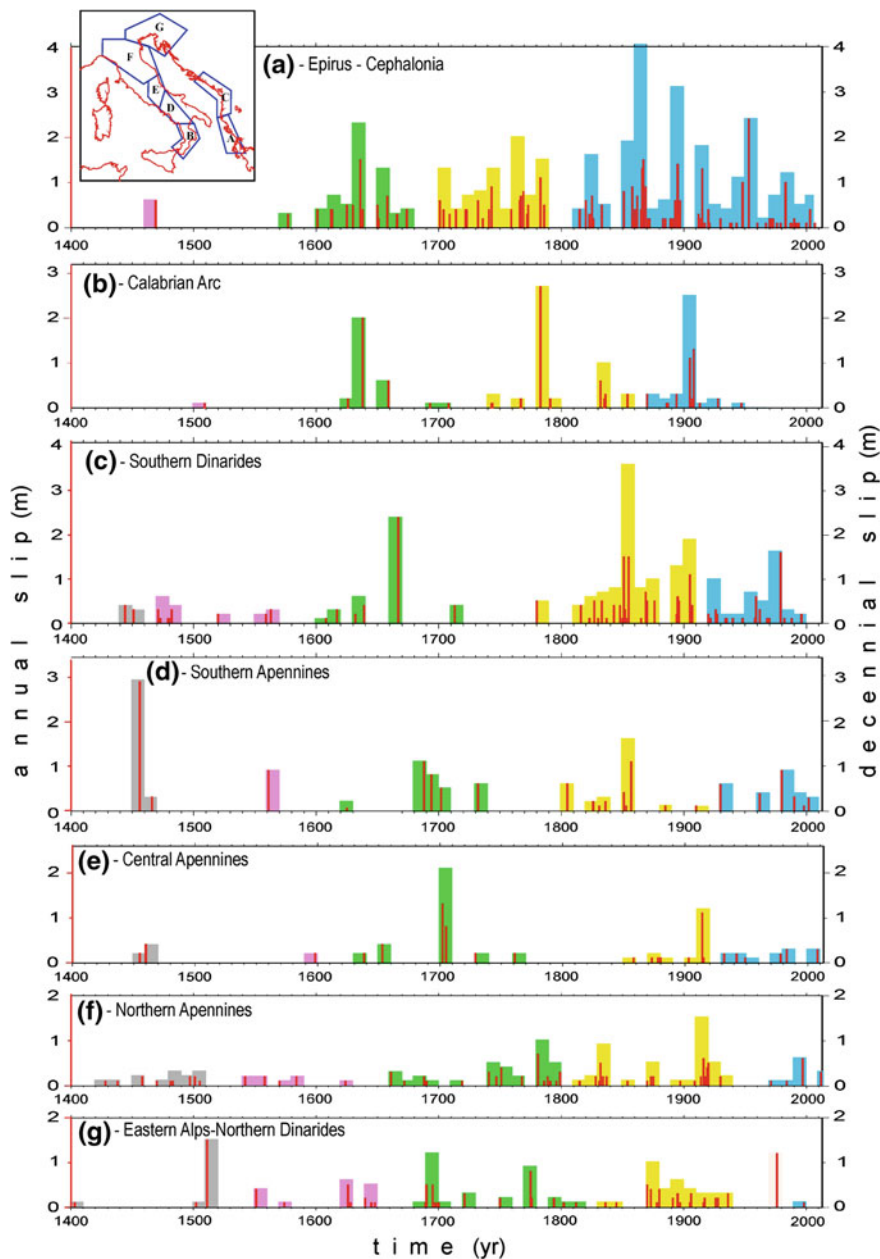 G
F
E
D
C
B
A
(a) - Epirus - Cephalonia
4
3
2
1
0
4
3
2
1
0
1400 1500 1600 1700 1800 1900 2000
(b) - Calabrian Arc
3
2
1
0
3
2
1
0
1400 1500 1600 1700 1800 1900 2000
(c) - Southern Dinarides
4
3
2
1
0
4
3
2
1
0
1400 1500 1600 1700 1800 1900 2000
(d) - Southern Apennines
3
2
1
0
3
2
1
0
1400 1500 1600 1700 1800 1900 2000
(e) - Central Apennines
2
1
0
2
1
0
1400 1500 1600 1700 1800 1900 2000
(f) - Northern Apennines
2
1
0
2
1
0
1400 1500 1600 1700 1800 1900 2000
(g) - Eastern Alps-Northern Dinarides
2
1
0
2
1
0
1400 1500 1600 1700 1800 1900 2000
annual slip (m)
decennial slip (m)
time (yr)